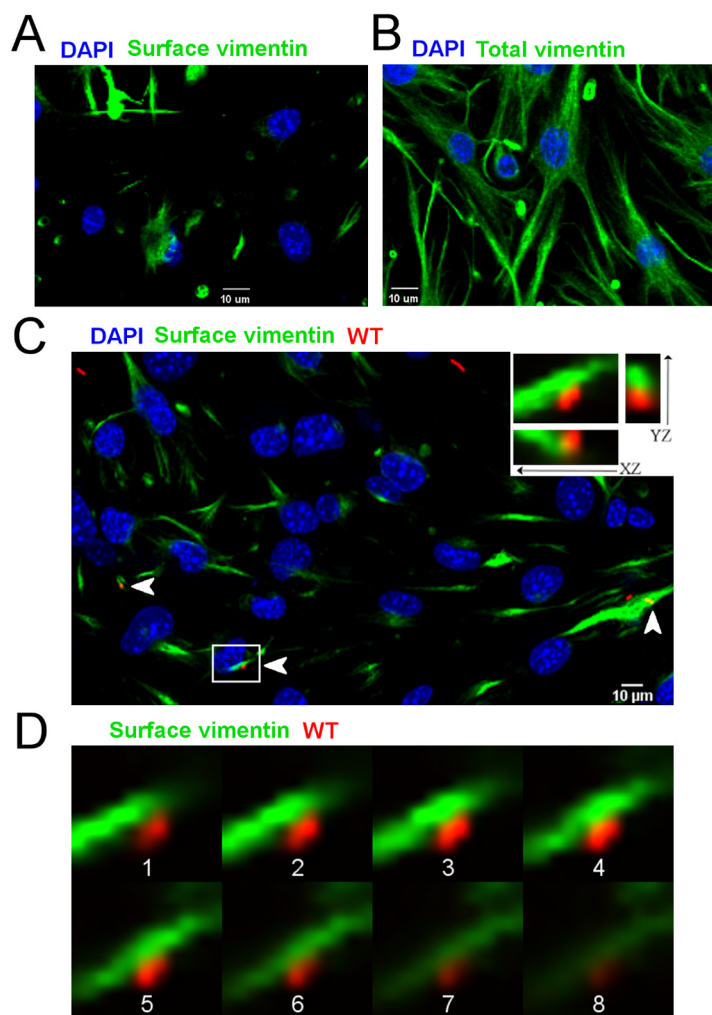 A
DAPI Surface vimentin
10 um
B
DAPI Total vimentin
10 um
C
DAPI Surface vimentin WT
YZ
XZ
10 µm
D
Surface vimentin WT
1 2 3 4
5 6 7 8